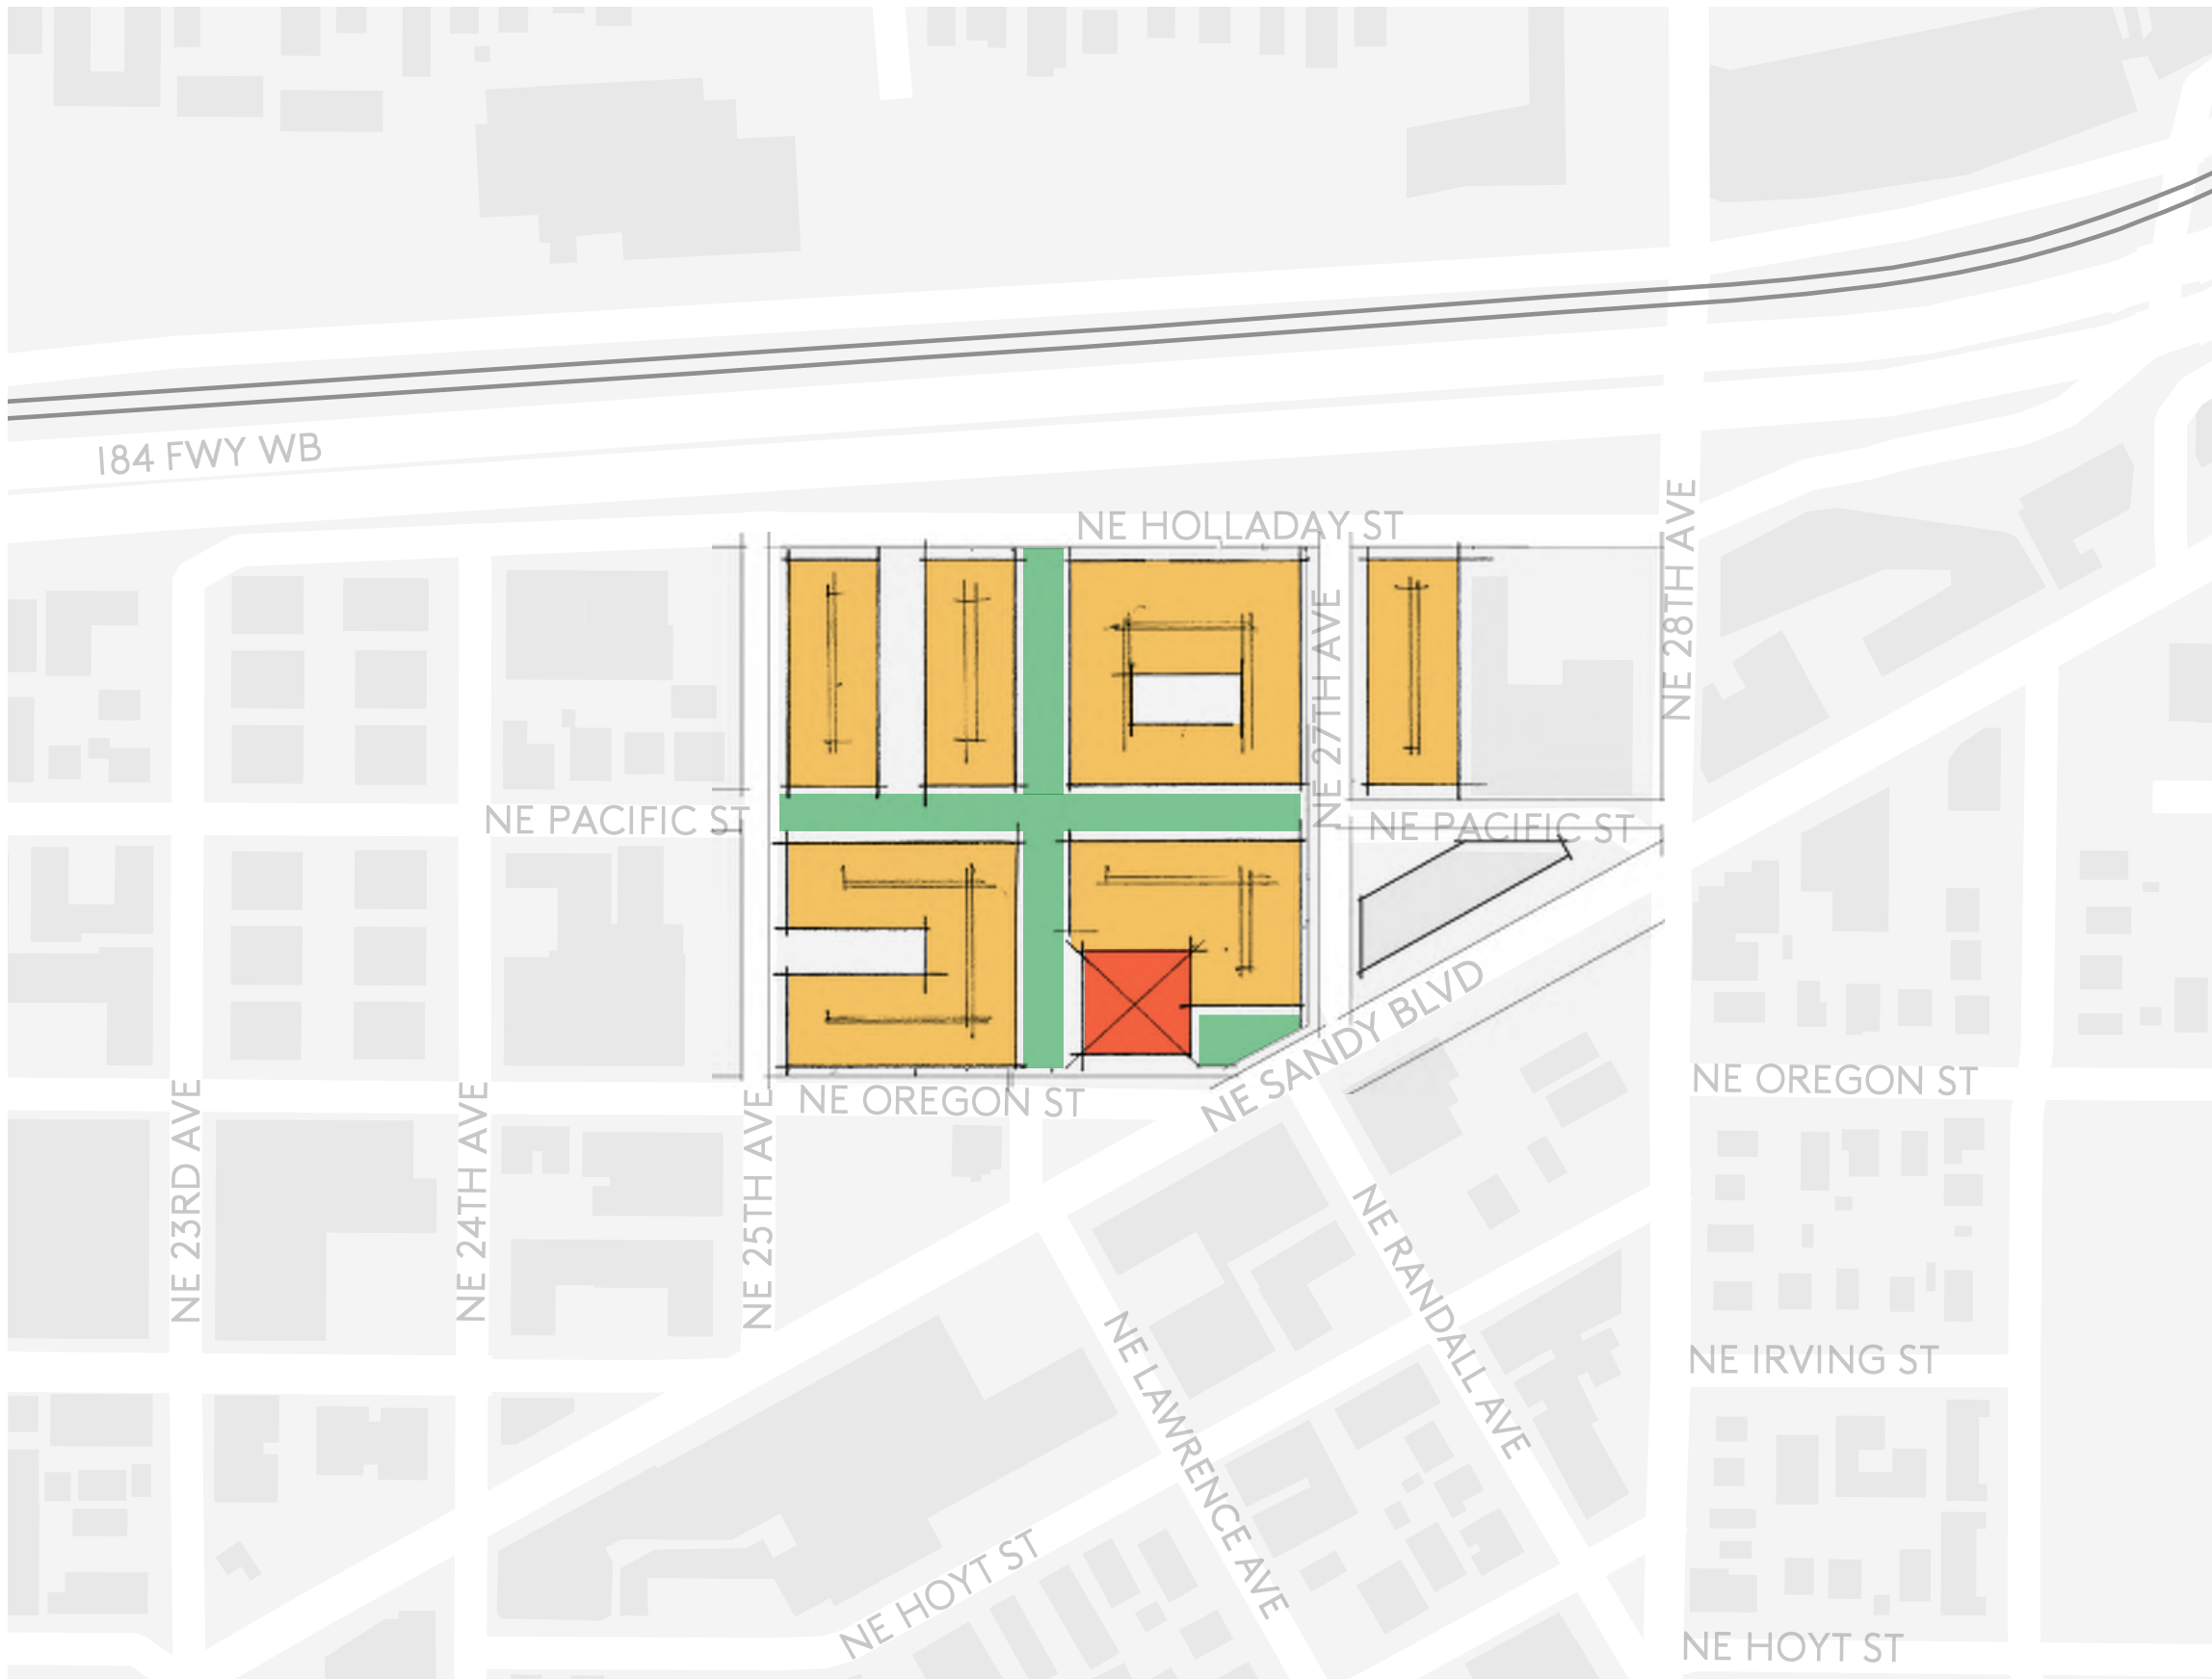 I84 FWY WB
NE HOLLADAY ST
NE 28TH AVE
NE 27TH AVE
NE PACIFIC ST
NE PACIFIC ST
NE SANDY BLVD
NE OREGON ST
NE OREGON ST
NE 23RD AVE
NE 24TH AVE
NE 25TH AVE
NE RANDALL AVE
NE LAWRENCE AVE
NE IRVING ST
NE HOYT ST
NE HOYT ST